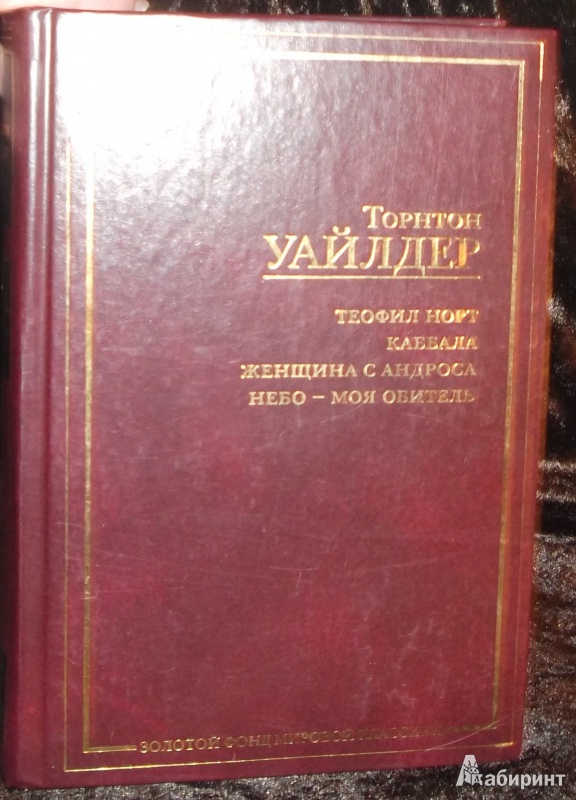 Торнтон
УАЙЛДЕР
ТЕОФИЛ НОРТ
КАББАЛА
ЖЕНЩИНА С АНДРОСА
НЕБО – МОЯ ОБИТЕЛЬ
ЗОЛОТОЙ ФОНД МИРОВОЙ КЛАССИКИ
Лабиринт